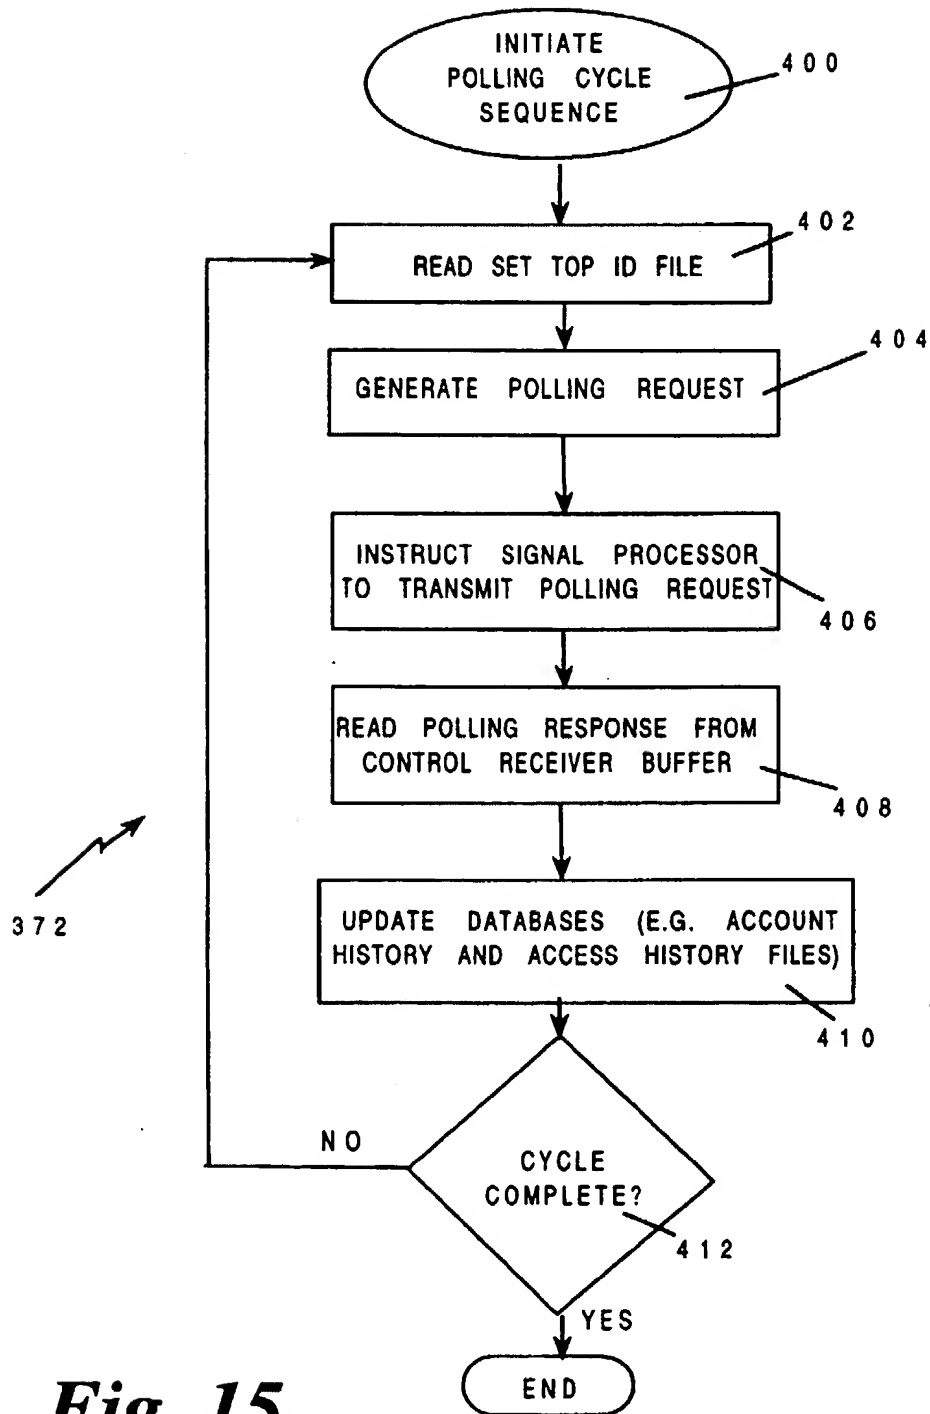 INITIATE
POLLING CYCLE
SEQUENCE
400
402
READ SET TOP ID FILE
404
GENERATE POLLING REQUEST
INSTRUCT SIGNAL PROCESSOR
TO TRANSMIT POLLING REQUEST
406
READ POLLING RESPONSE FROM
CONTROL RECEIVER BUFFER
408
372
UPDATE DATABASES (E.G. ACCOUNT
HISTORY AND ACCESS HISTORY FILES)
410
NO
CYCLE
COMPLETE?
412
YES
END
Fig. 15